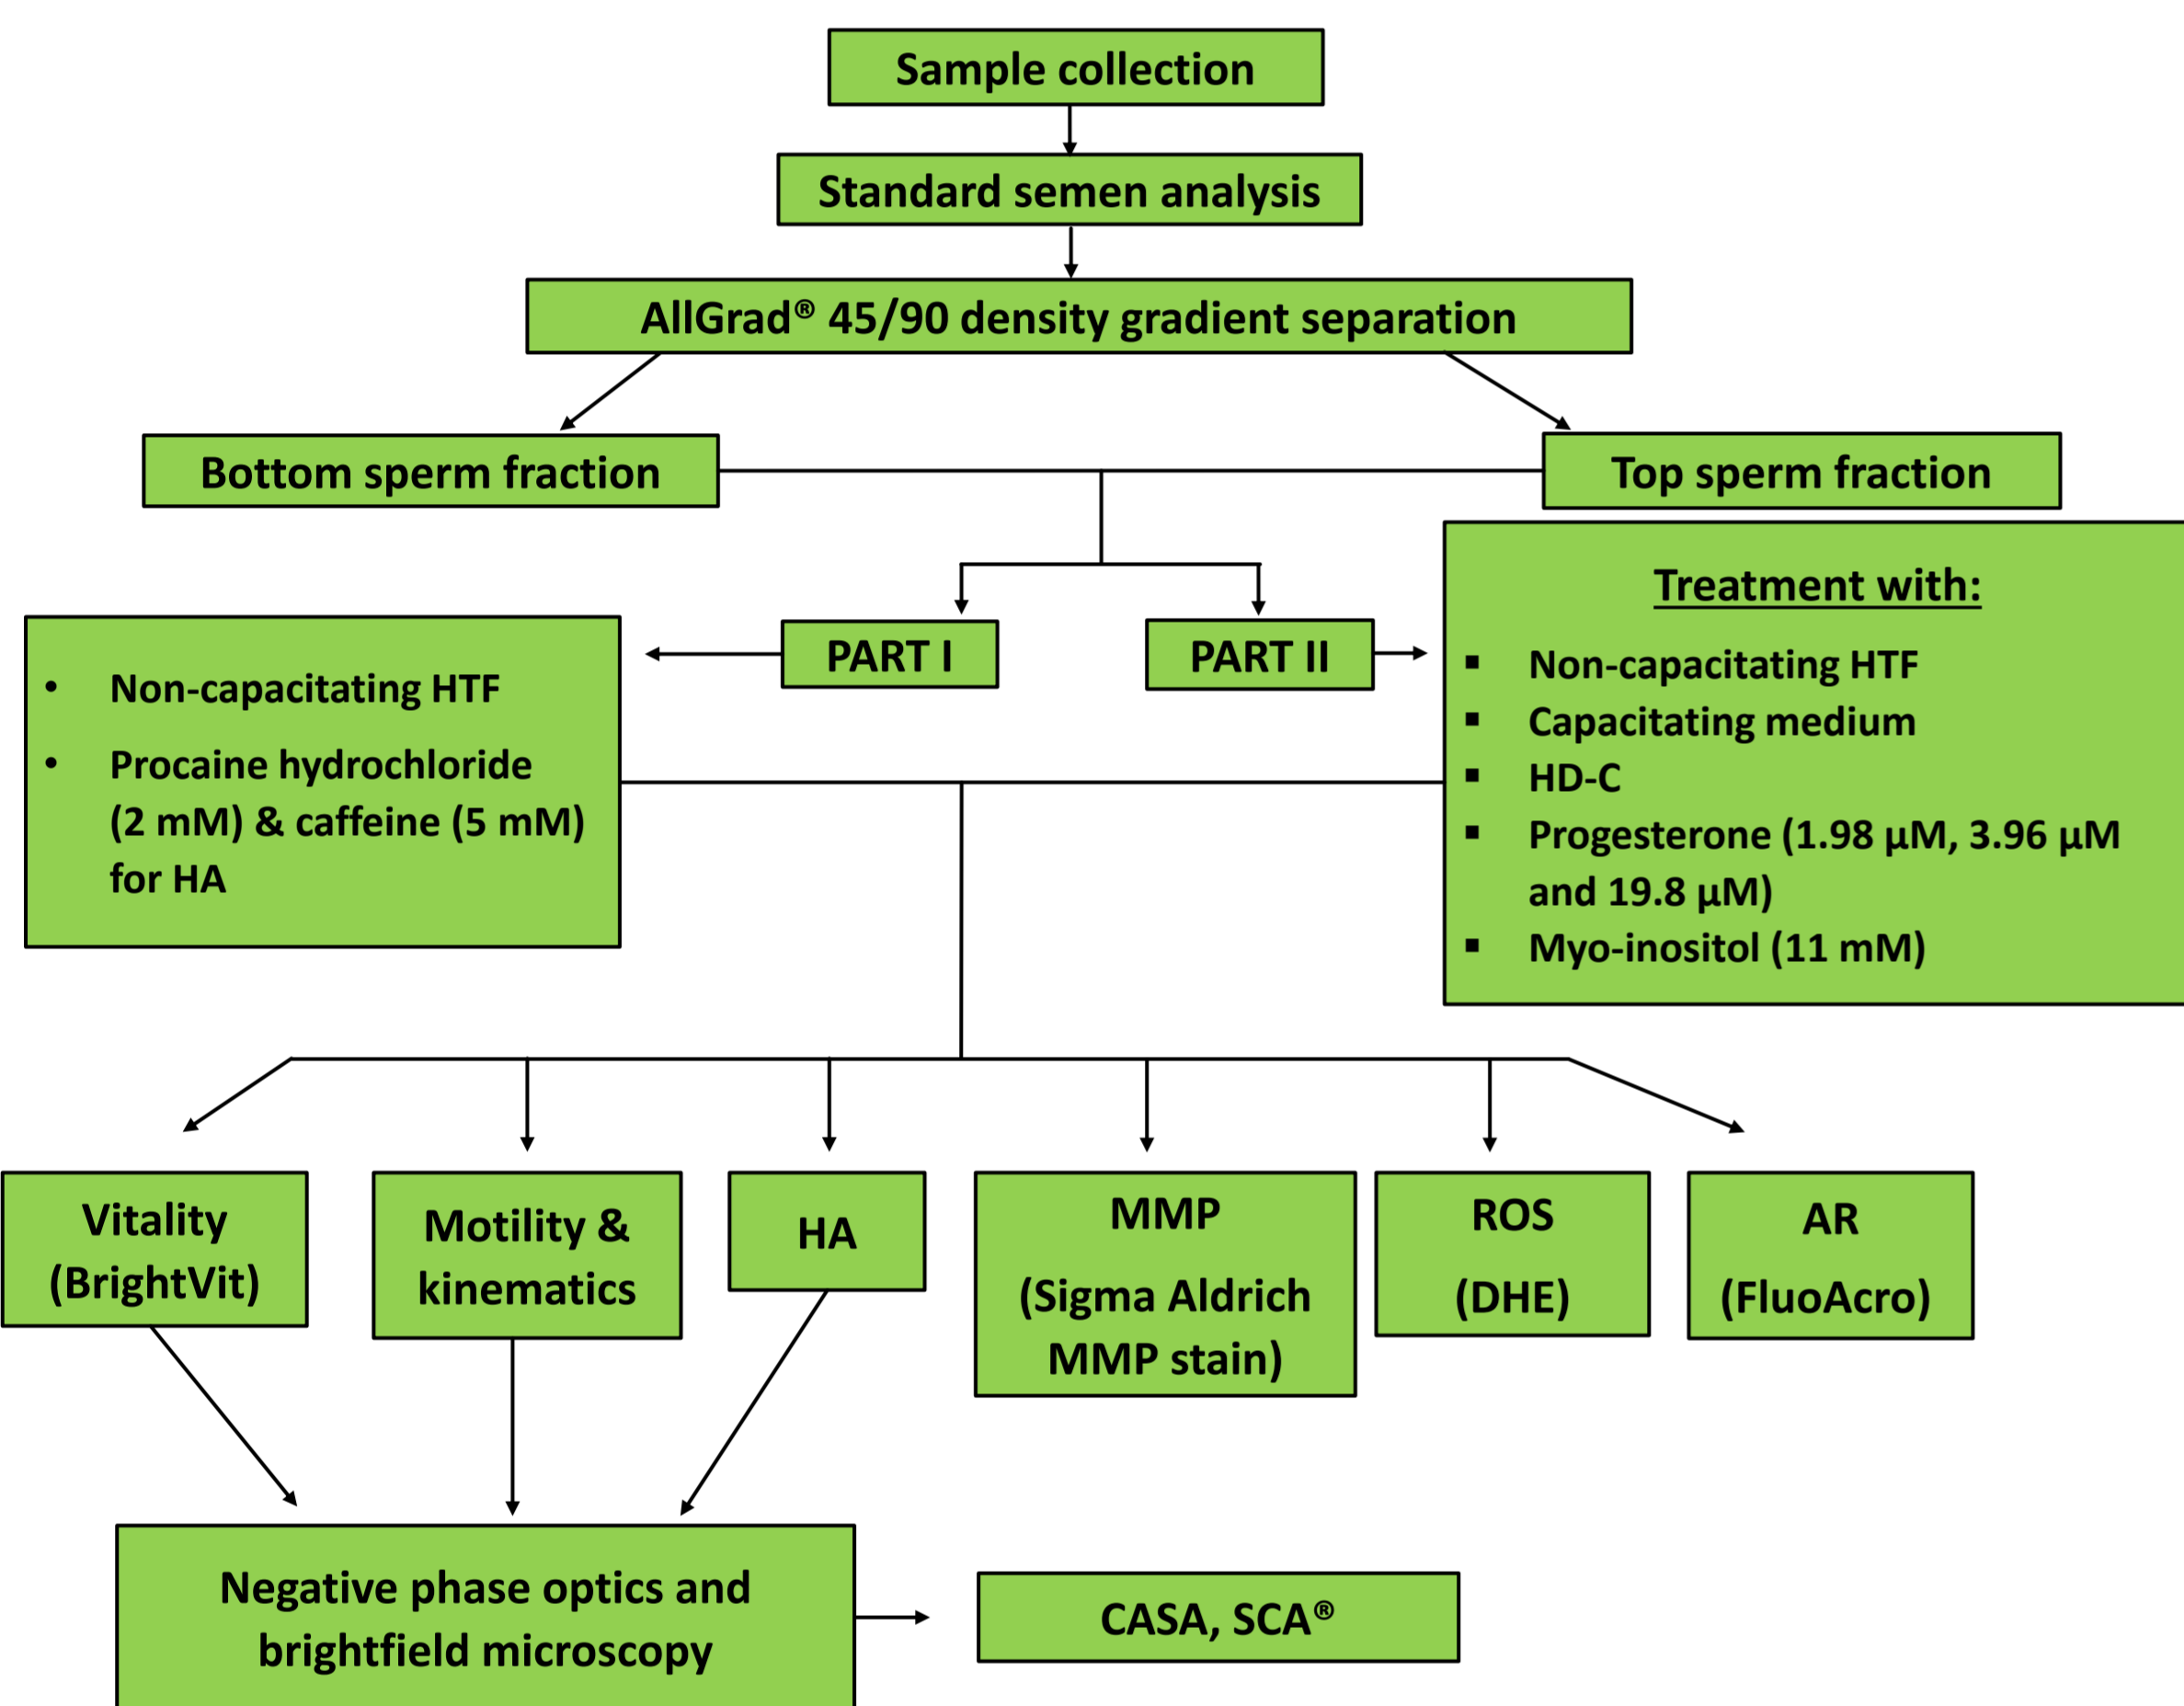 Sample collection
Standard semen analysis
AllGrad® 45/90 density gradient separation
Bottom sperm fraction
Top sperm fraction
PART I
PART II
• Non-capacitating HTF
• Procaine hydrochloride
(2 mM) & caffeine (5 mM)
for HA
Treatment with:
▪ Non-capacitating HTF
▪ Capacitating medium
▪ HD-C
▪ Progesterone (1.98 µM, 3.96 µM
and 19.8 µM)
▪ Myo-inositol (11 mM)
Vitality
(BrightVit)
Motility &
kinematics
HA
MMP
(Sigma Aldrich
MMP stain)
ROS
(DHE)
AR
(FluoAcro)
Negative phase optics and
brightfield microscopy
CASA, SCA®